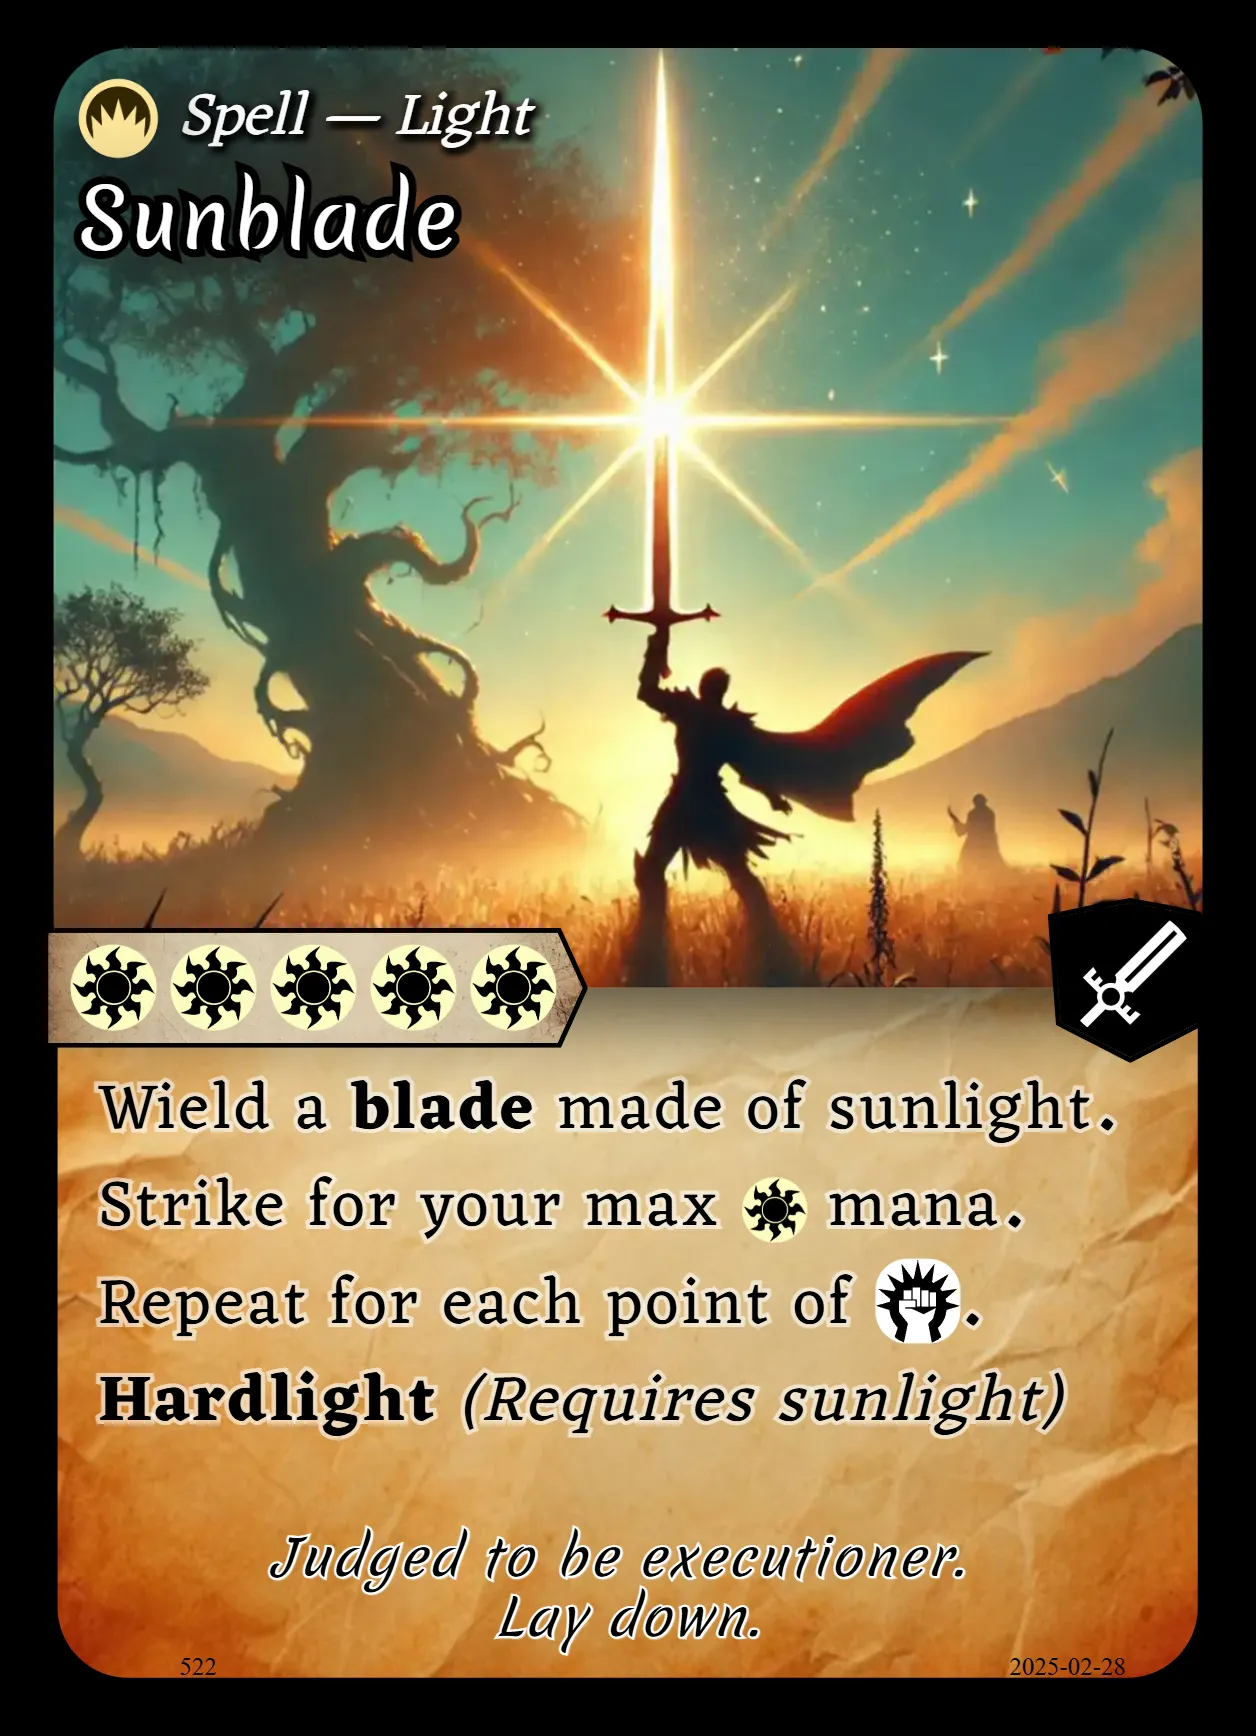 Spell — Light
Sunblade
Wield a blade made of sunlight.
Strike for your max mana.
Repeat for each point of .
Hardlight (Requires sunlight)
Judged to be executioner.
Lay down.
522
2025-02-28